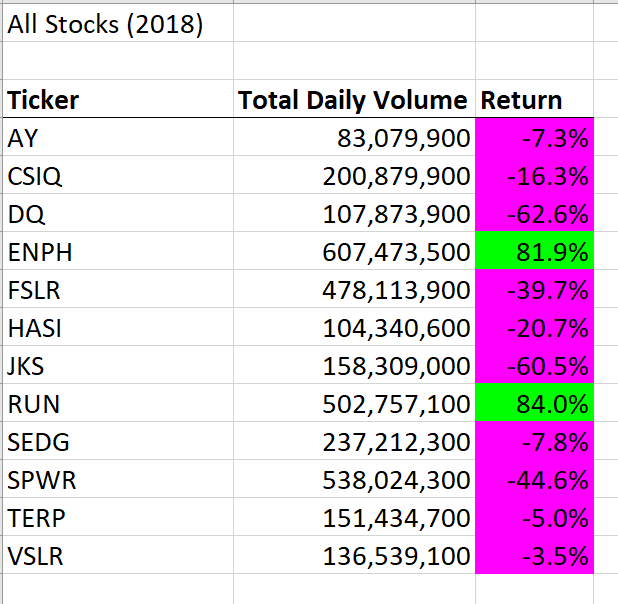 All Stocks (2018)
Ticker Total Daily Volume Return
AY 83,079,900 -7.3%
CSIQ 200,879,900 -16.3%
DQ 107,873,900 -62.6%
ENPH 607,473,500 81.9%
FSLR 478,113,900 -39.7%
HASI 104,340,600 -20.7%
JKS 158,309,000 -60.5%
RUN 502,757,100 84.0%
SEDG 237,212,300 -7.8%
SPWR 538,024,300 -44.6%
TERP 151,434,700 -5.0%
VSLR 136,539,100 -3.5%